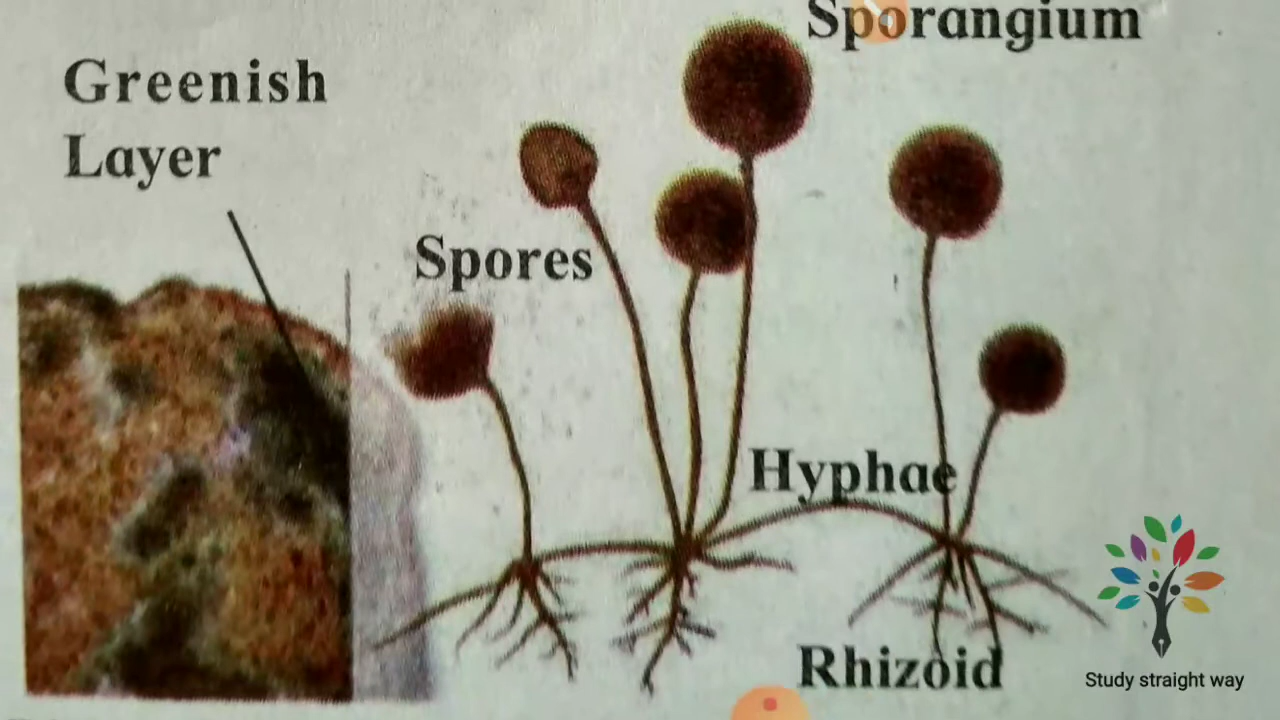 Sporangium
Greenish
Layer
Spores
Hyphae
Rhizoid
Study straight way